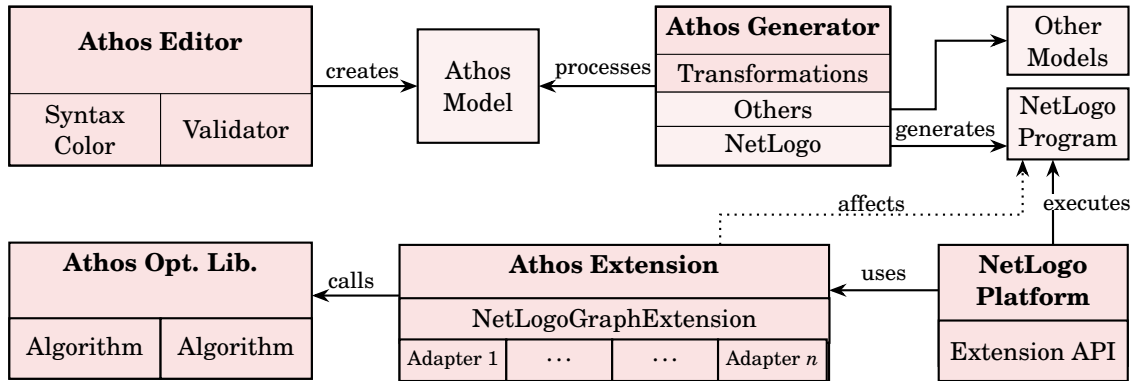 Athos Editor
Syntax
Color
Validator
creates
Athos
Model
processes
Athos Generator
Transformations
Others
NetLogo
generates
Other
Models
NetLogo
Program
affects
executes
Athos Opt. Lib.
Algorithm
Algorithm
calls
Athos Extension
NetLogoGraphExtension
Adapter 1
...
...
Adapter n
uses
NetLogo
Platform
Extension API